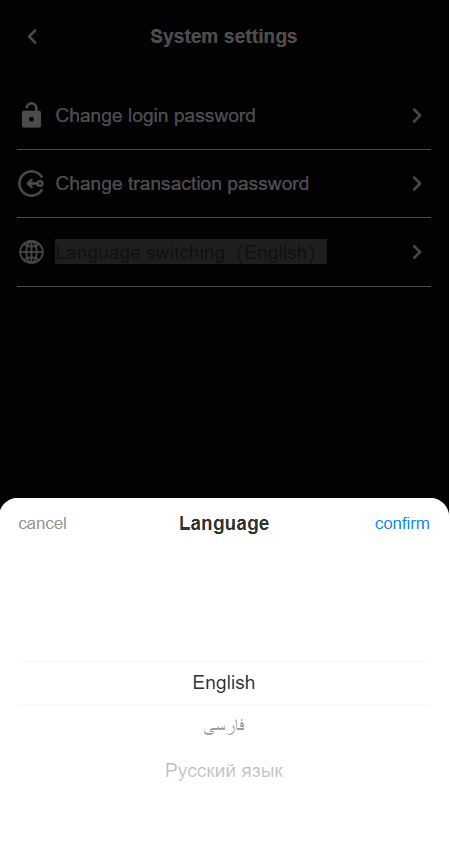 System settings
Change login password
Change transaction password
Language switching（English）
cancel
Language
confirm
English
فارسی
Русский язык